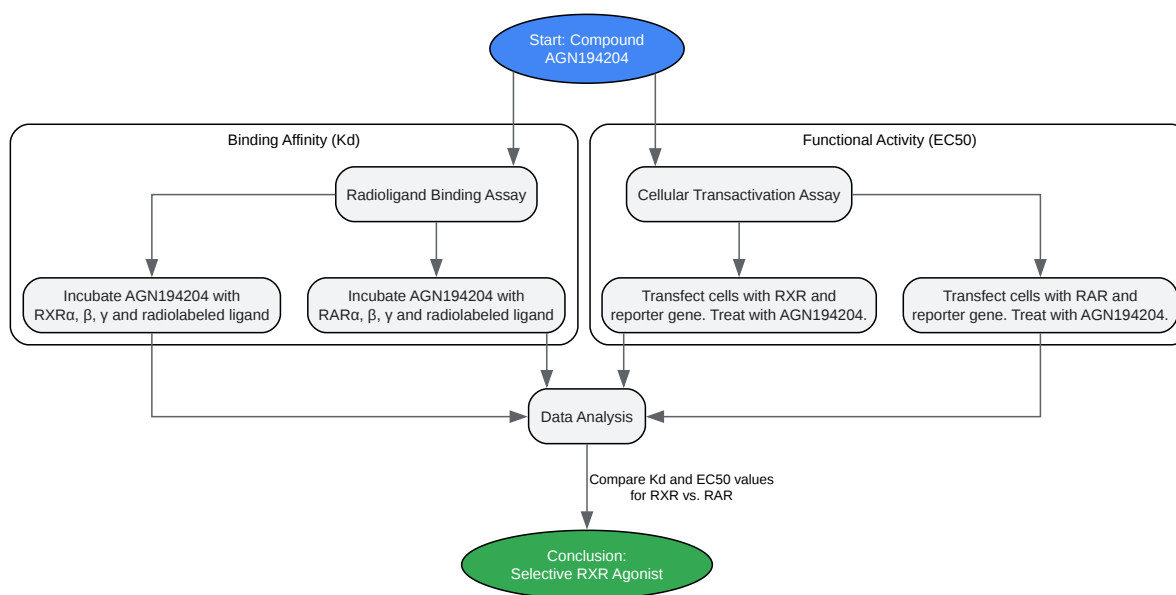 Start: Compound
AGN194204
Binding Affinity (Kd)
Functional Activity (EC50)
Radioligand Binding Assay
Cellular Transactivation Assay
Incubate AGN194204 with
RXRα, β, γ and radiolabeled ligand
Incubate AGN194204 with
RARα, β, γ and radiolabeled ligand
Transfect cells with RXR and
reporter gene. Treat with AGN194204.
Transfect cells with RAR and
reporter gene. Treat with AGN194204.
Data Analysis
Compare Kd and EC50 values
for RXR vs. RAR
Conclusion:
Selective RXR Agonist